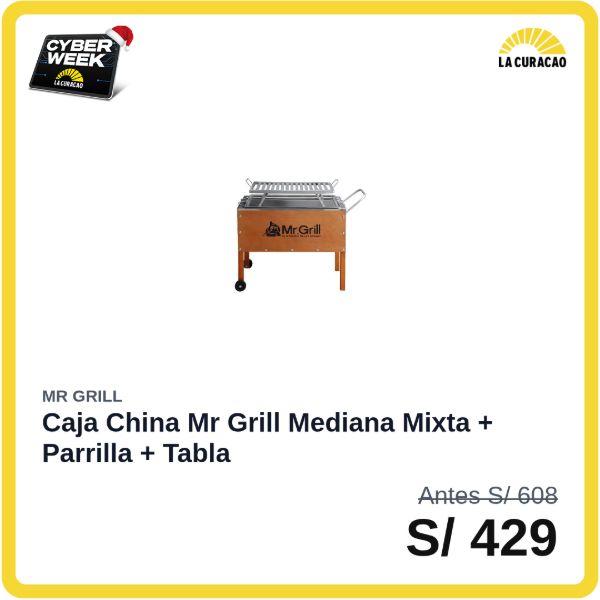 CYBER
WEEK
LA CURACAO
LA CURACAO
Mr.Grill
MR GRILL
Caja China Mr Grill Mediana Mixta +
Parrilla + Tabla
Antes S/ 608
S/ 429